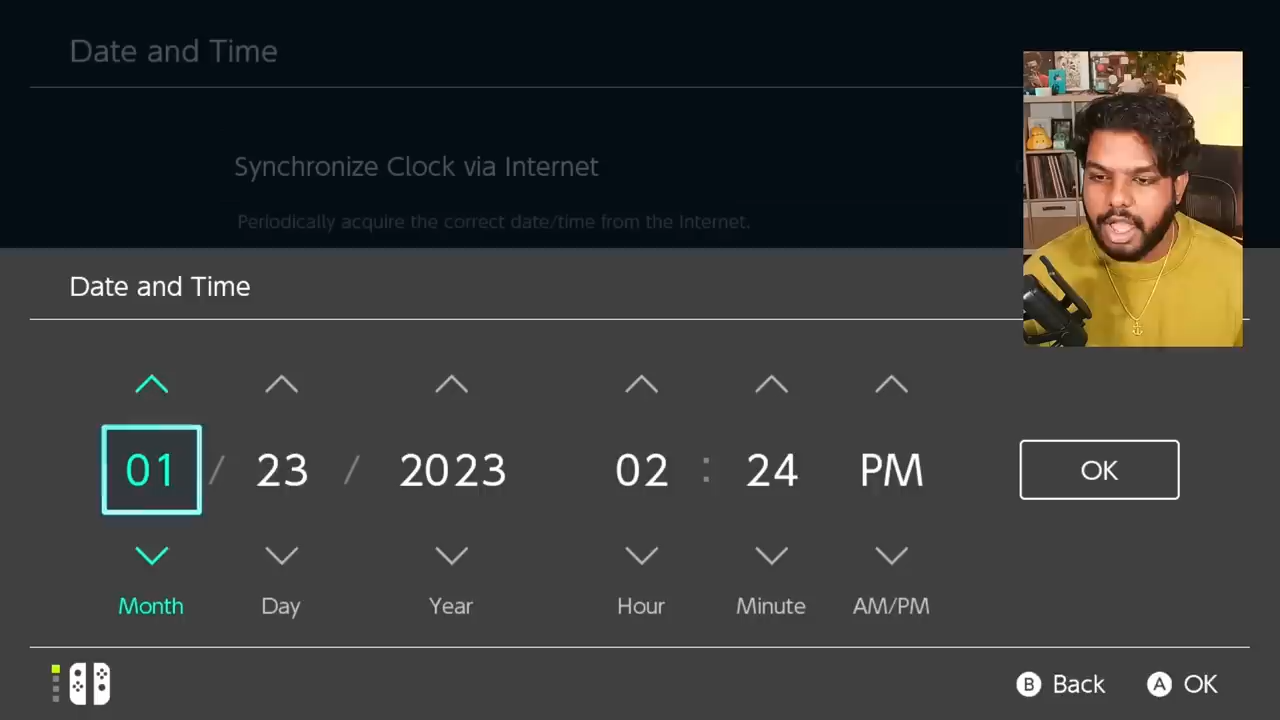 Date and Time
Synchronize Clock via Internet
Periodically acquire the correct date/time from the Internet.
Date and Time
01 / 23 / 2023 02 : 24 PM OK
Month Day Year Hour Minute AM/PM
B Back A OK